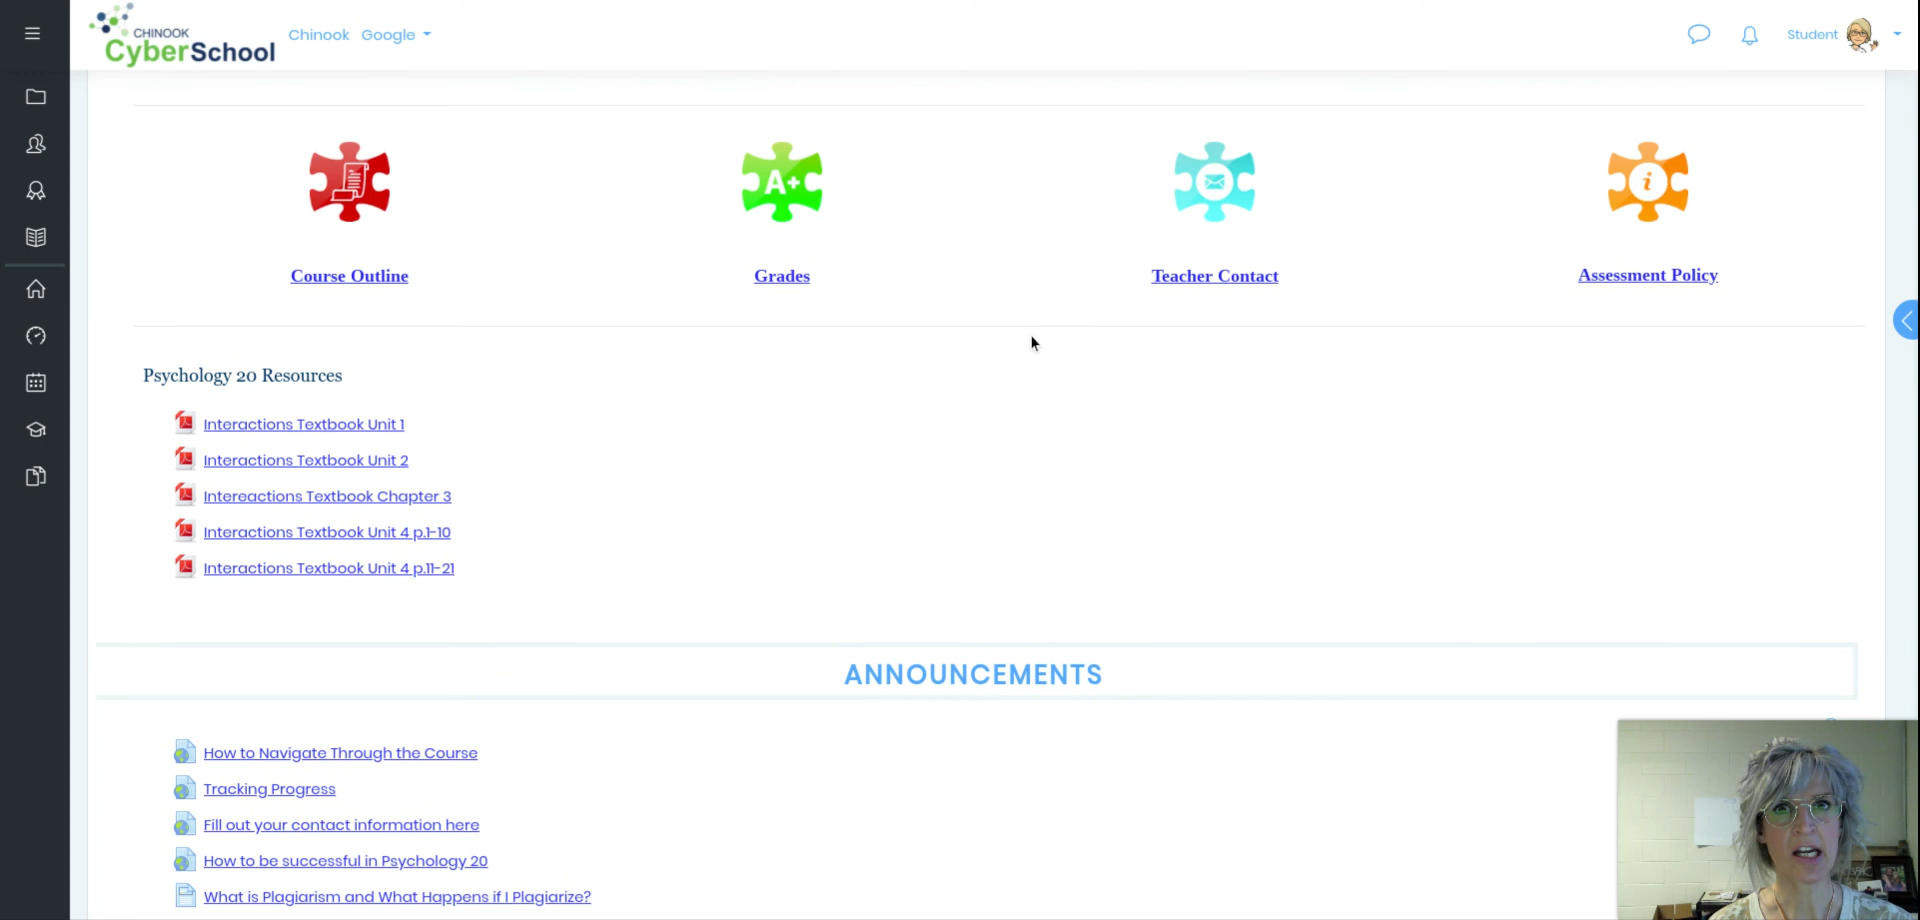 CHINOOK
CyberSchool
Chinook Google
Student
A+
i
Course Outline
Grades
Teacher Contact
Assessment Policy
Psychology 20 Resources
Interactions Textbook Unit 1
Interactions Textbook Unit 2
Intereactions Textbook Chapter 3
Interactions Textbook Unit 4 p.1-10
Interactions Textbook Unit 4 p.11-21
ANNOUNCEMENTS
How to Navigate Through the Course
Tracking Progress
Fill out your contact information here
How to be successful in Psychology 20
What is Plagiarism and What Happens if I Plagiarize?